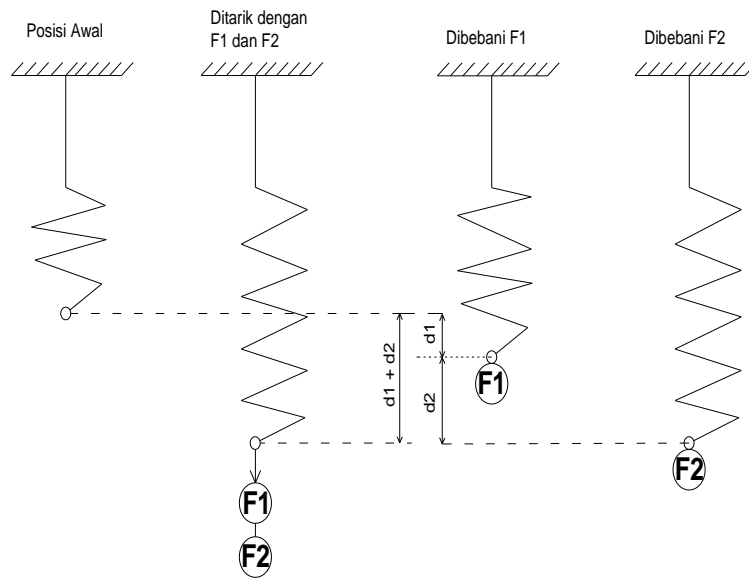 Posisi Awal
Ditarik dengan
F1 dan F2
Dibebani F1
Dibebani F2
d1 + d2
d1
d2
F1
F2
F1
F2